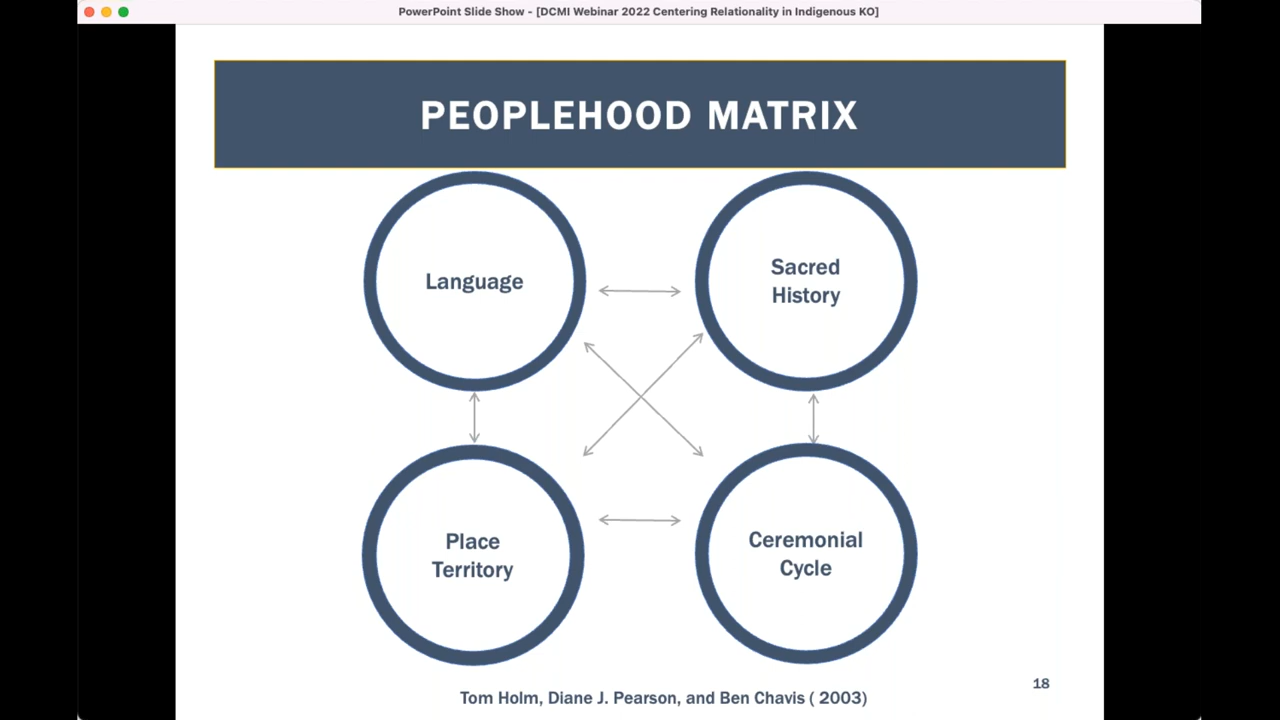 PowerPoint Slide Show - [DCMI Webinar 2022 Centering Relationality in Indigenous KO]
PEOPLEHOOD MATRIX
Language
Sacred
History
Place
Territory
Ceremonial
Cycle
18
Tom Holm, Diane J. Pearson, and Ben Chavis ( 2003)